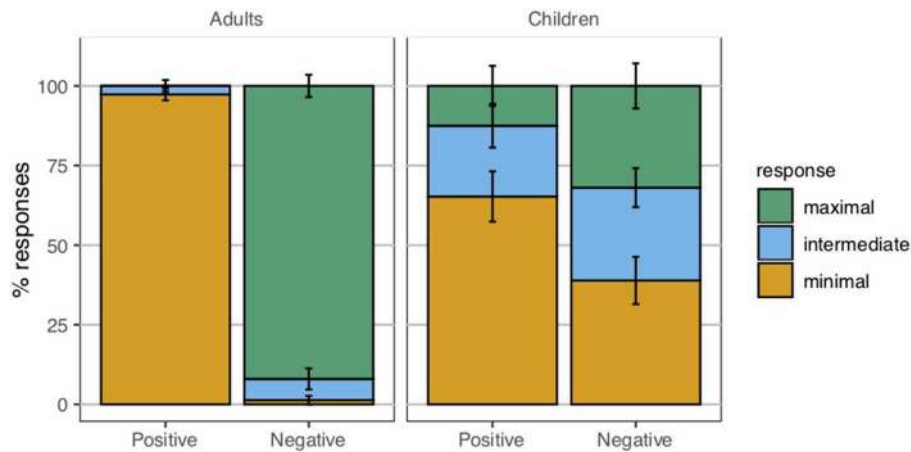 Adults
Children
% responses
100
75
50
25
0
Positive
Negative
Positive
Negative
response
maximal
intermediate
minimal